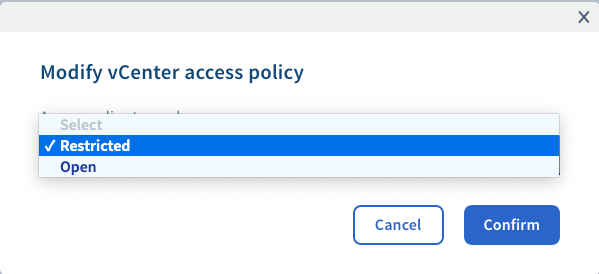 Modify vCenter access policy
Select
✓ Restricted
Open
Cancel
Confirm